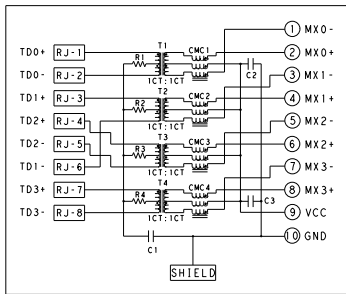 1 MX0-
T1 CMC1
TD0+ RJ-1 R1 2 MX0+
1CT:1CT C2
TD0- RJ-2 3 MX1-
T2
TD1+ RJ-3 CMC2 4 MX1+
R2
TD2+ RJ-4 1CT:1CT 5 MX2-
T3
TD2- RJ-5 CMC3 6 MX2+
R3
TD1- RJ-6 1CT:1CT 7 MX3-
T4
TD3+ RJ-7 CMC4 8 MX3+
R4 C3
TD3- RJ-8 1CT:1CT 9 VCC
10 GND
C1
SHIELD